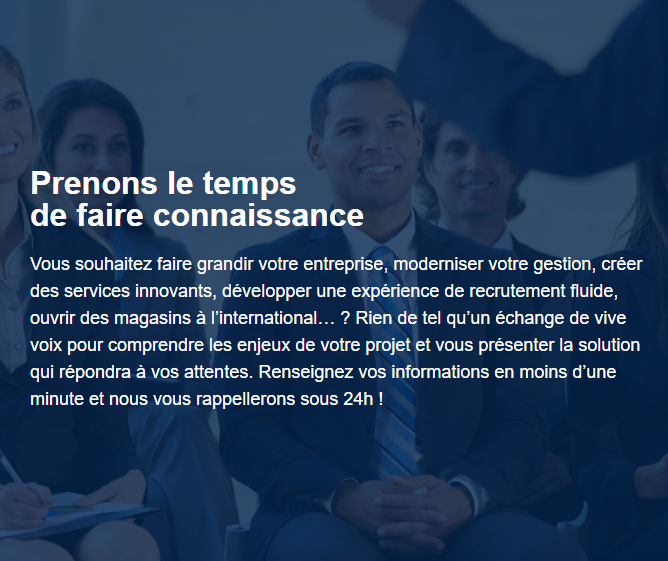 Prenons le temps
de faire connaissance
Vous souhaitez faire grandir votre entreprise, moderniser votre gestion, créer
des services innovants, développer une expérience de recrutement fluide,
ouvrir des magasins à l’international… ? Rien de tel qu’un échange de vive
voix pour comprendre les enjeux de votre projet et vous présenter la solution
qui répondra à vos attentes. Renseignez vos informations en moins d’une
minute et nous vous rappellerons sous 24h !